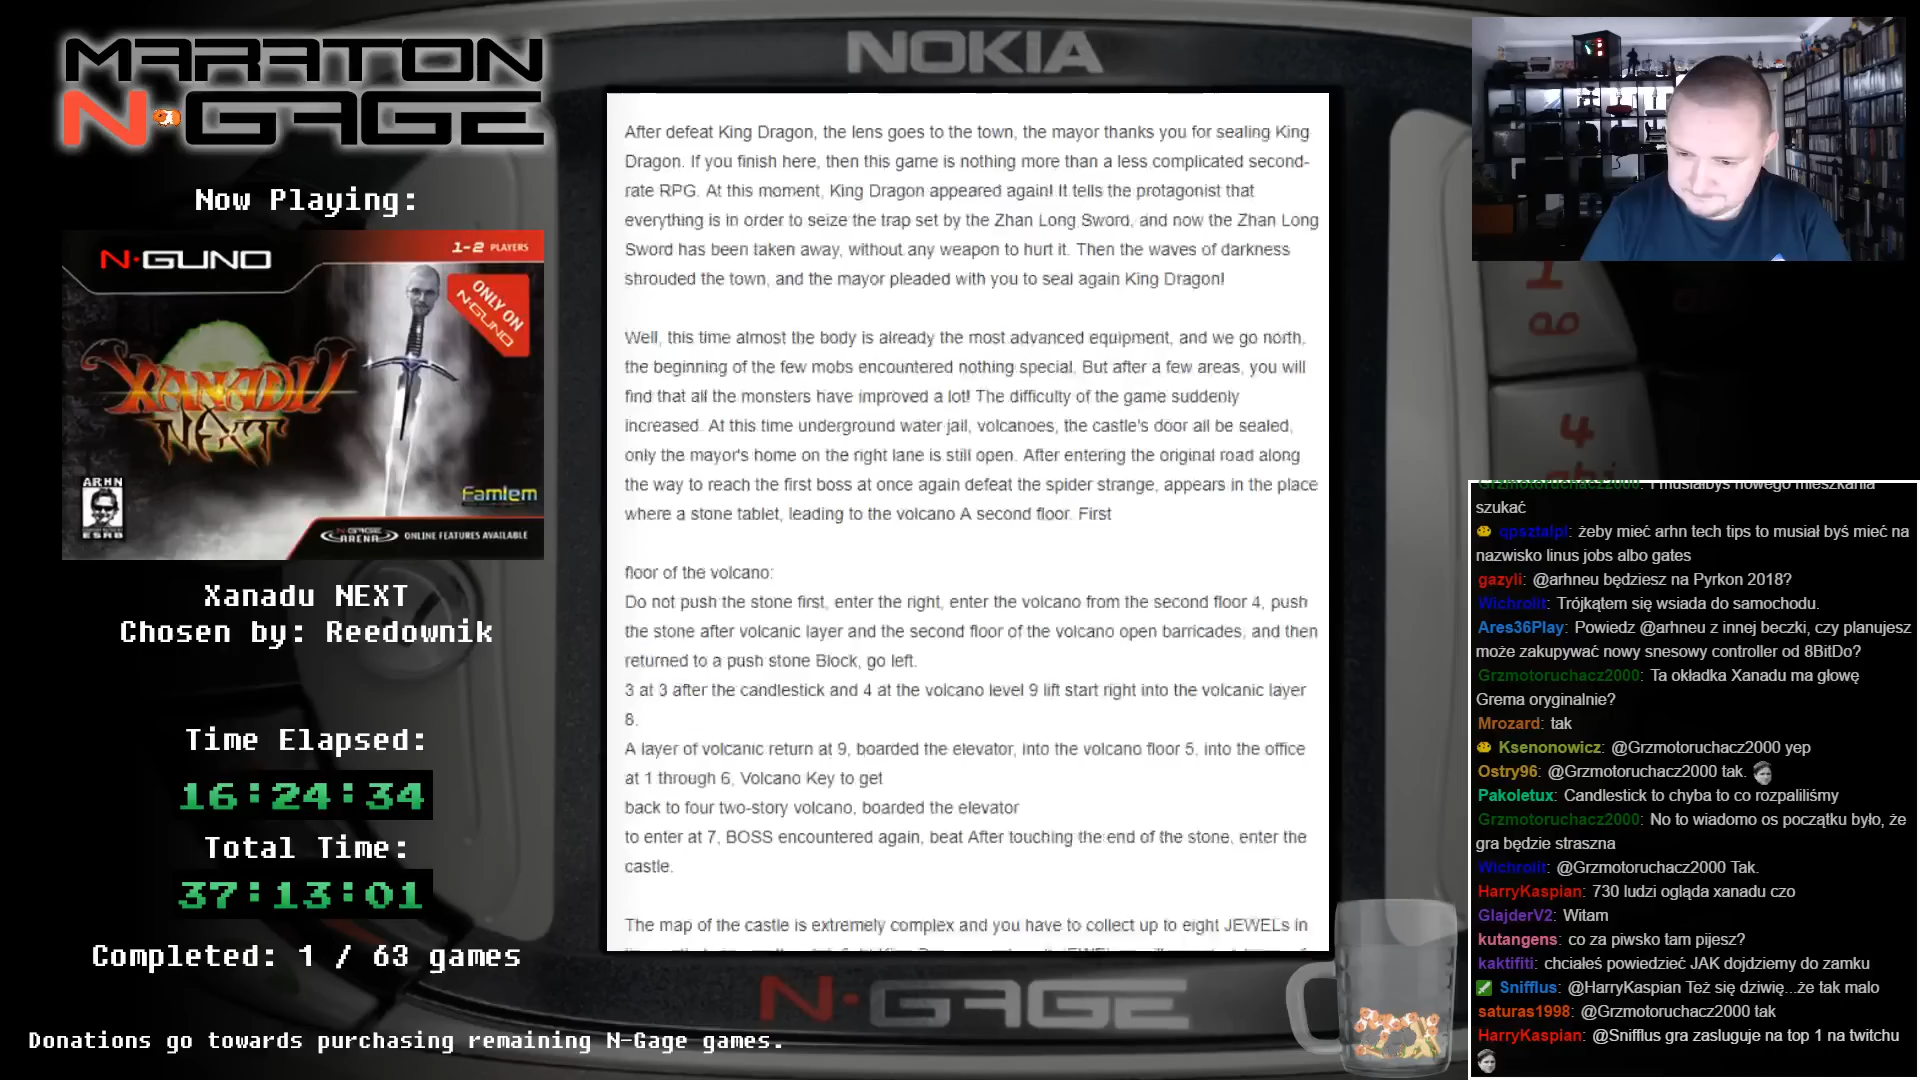 MARATON
N-GAGE
Now Playing:
N-GUNO
1-2 PLAYERS
ONLY ON
N-GUNO
XANADU
NEXT
ARHN
ESRB
Famlem
N-GAGE
ARENA
ONLINE FEATURES AVAILABLE
Xanadu NEXT
Chosen by: Reedownik
Time Elapsed:
16:24:34
Total Time:
37:13:01
Completed: 1 / 63 games
Donations go towards purchasing remaining N-Gage games.
NOKIA
After defeat King Dragon, the lens goes to the town, the mayor thanks you for sealing King
Dragon. If you finish here, then this game is nothing more than a less complicated second-
rate RPG. At this moment, King Dragon appeared again! It tells the protagonist that
everything is in order to seize the trap set by the Zhan Long Sword, and now the Zhan Long
Sword has been taken away, without any weapon to hurt it. Then the waves of darkness
shrouded the town, and the mayor pleaded with you to seal again King Dragon!
Well, this time almost the body is already the most advanced equipment, and we go north,
the beginning of the few mobs encountered nothing special. But after a few areas, you will
find that all the monsters have improved a lot! The difficulty of the game suddenly
increased. At this time underground water jail, volcanoes, the castle's door all be sealed,
only the mayor's home on the right lane is still open. After entering the original road along
the way to reach the first boss at once again defeat the spider strange, appears in the place
where a stone tablet, leading to the volcano A second floor. First
floor of the volcano:
Do not push the stone first, enter the right, enter the volcano from the second floor 4, push
the stone after volcanic layer and the second floor of the volcano open barricades, and then
returned to a push stone Block, go left.
3 at 3 after the candlestick and 4 at the volcano level 9 lift start right into the volcanic layer
8.
A layer of volcanic return at 9, boarded the elevator, into the volcano floor 5, into the office
at 1 through 6, Volcano Key to get
back to four two-story volcano, boarded the elevator
to enter at 7, BOSS encountered again, beat After touching the end of the stone, enter the
castle.
The map of the castle is extremely complex and you have to collect up to eight JEWELs in
N-GAGE
4
Grzmotoruchacz2000: I musiałbyś nowego mieszkania
szukać
qpsztalpl: żeby mieć arhn tech tips to musiał byś mieć na
nazwisko linus jobs albo gates
gazyli: @arhneu będziesz na Pyrkon 2018?
Wichrolit: Trójkątem się wsiada do samochodu.
Ares36Play: Powiedz @arhneu z innej beczki, czy planujesz
może zakupywać nowy snesowy controller od 8BitDo?
Grzmotoruchacz2000: Ta okładka Xanadu ma głowę
Grema oryginalnie?
Mrozard: tak
Ksenonowicz: @Grzmotoruchacz2000 yep
Ostry96: @Grzmotoruchacz2000 tak.
Pakoletux: Candlestick to chyba to co rozpaliliśmy
Grzmotoruchacz2000: No to wiadomo os początku było, że
gra będzie straszna
Wichrolit: @Grzmotoruchacz2000 Tak.
HarryKaspian: 730 ludzi ogląda xanadu czo
GlajderV2: Witam
kutangens: co za piwsko tam pijesz?
kaktifiti: chciałeś powiedzieć JAK dojdziemy do zamku
Snifflus: @HarryKaspian Też się dziwię...że tak malo
saturas1998: @Grzmotoruchacz2000 tak
HarryKaspian: @Snifflus gra zasluguje na top 1 na twitchu